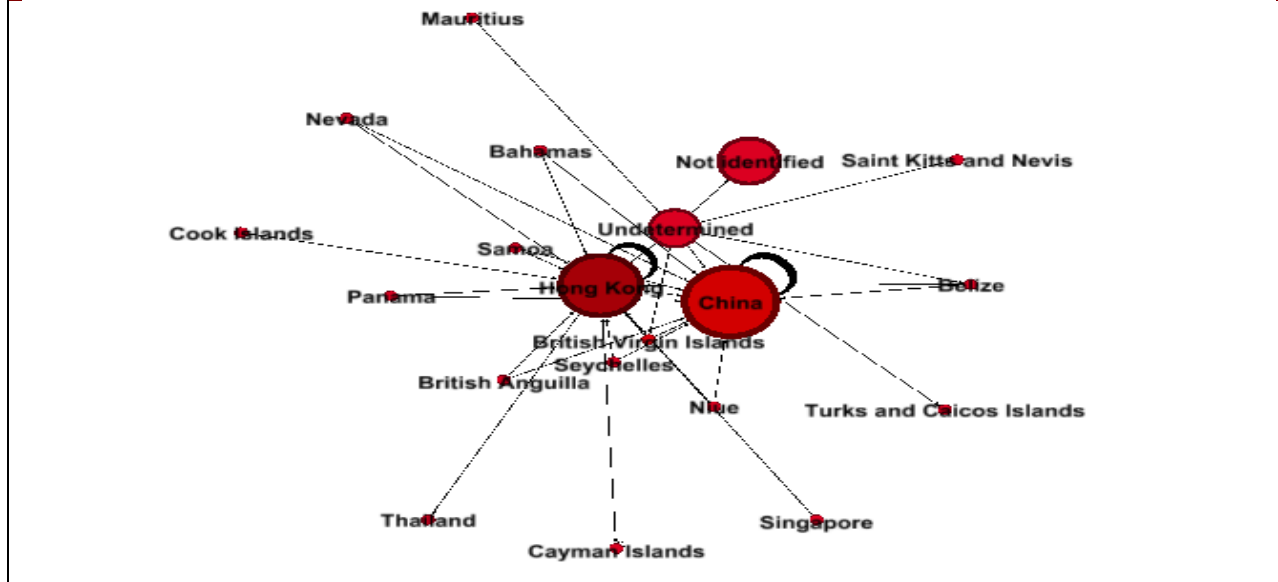 Mauritius
Nevada
Bahamas
Not identified
Saint Kitts and Nevis
Undetermined
Cook Islands
Samoa
Hong Kong
Panama
China
Belize
British Virgin Islands
Seychelles
British Anguilla
Niue
Turks and Caicos Islands
Thailand
Singapore
Cayman Islands